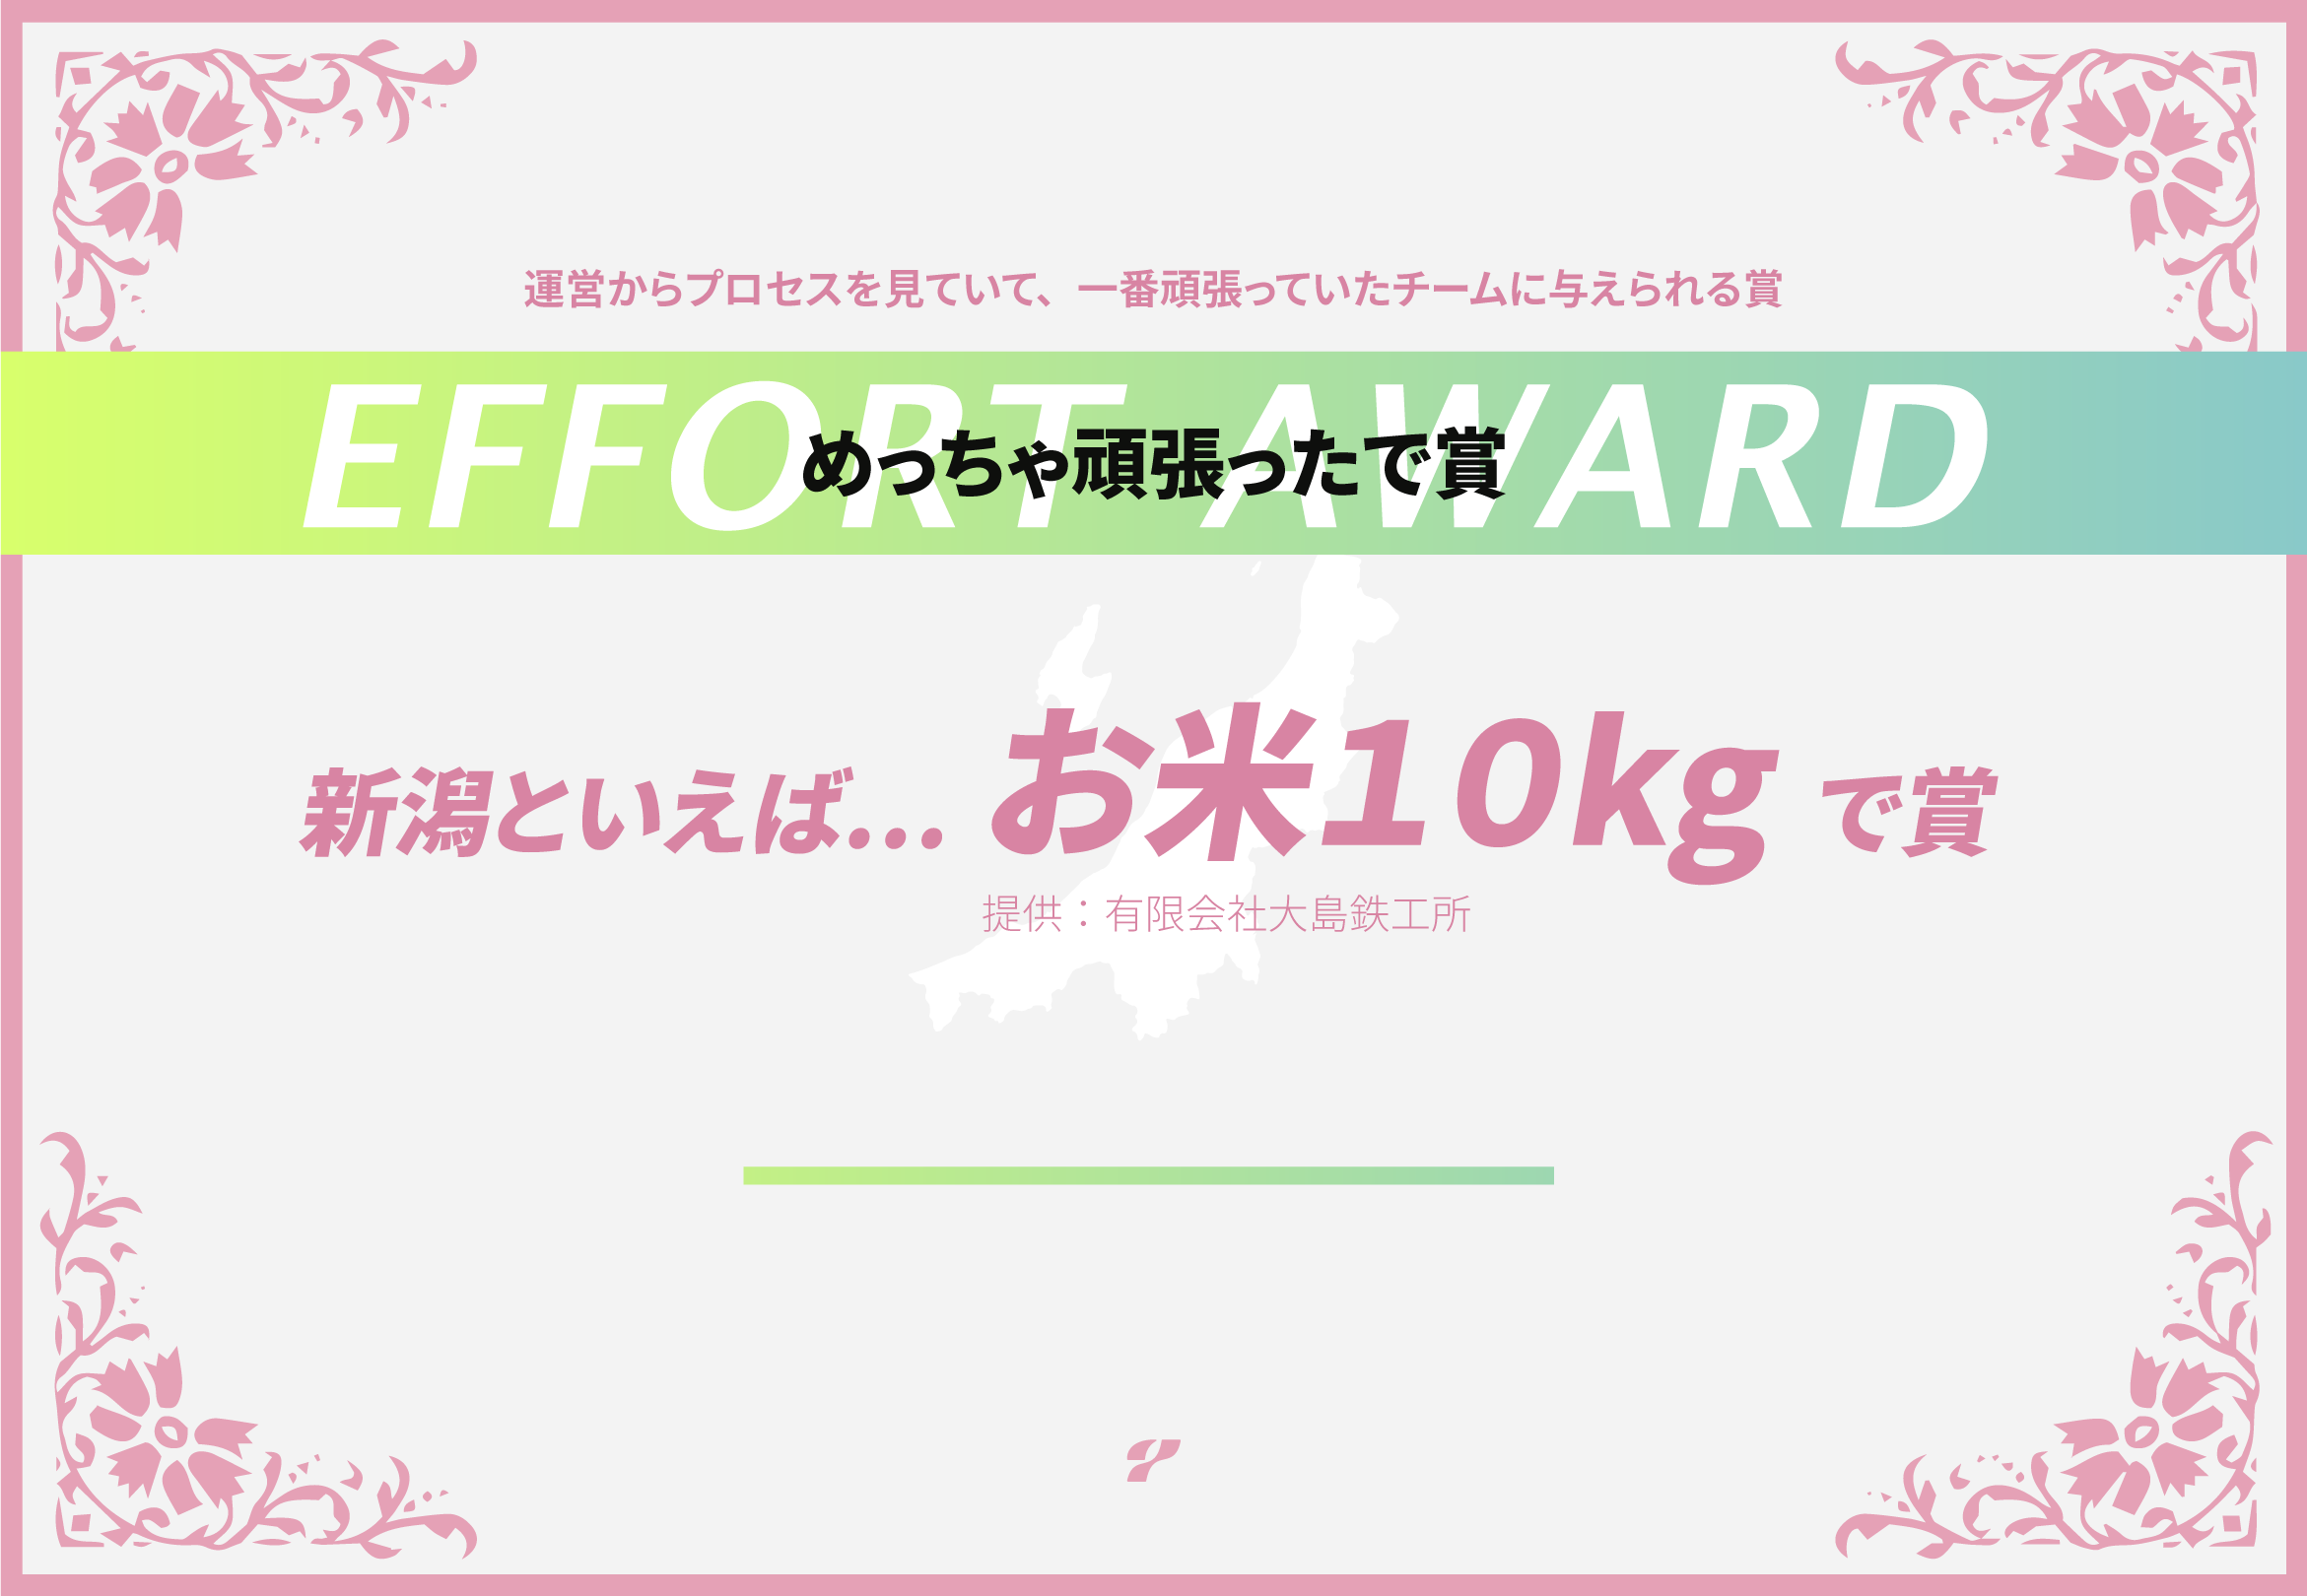 普営からプロセスを見ていて、一番頑張っていたチームに与えられる賞
EFFORT AWARD
めっちゃ頑張ったで賞
新潟といえば... お米10kgで賞
提供：有限会社大島鉄工所